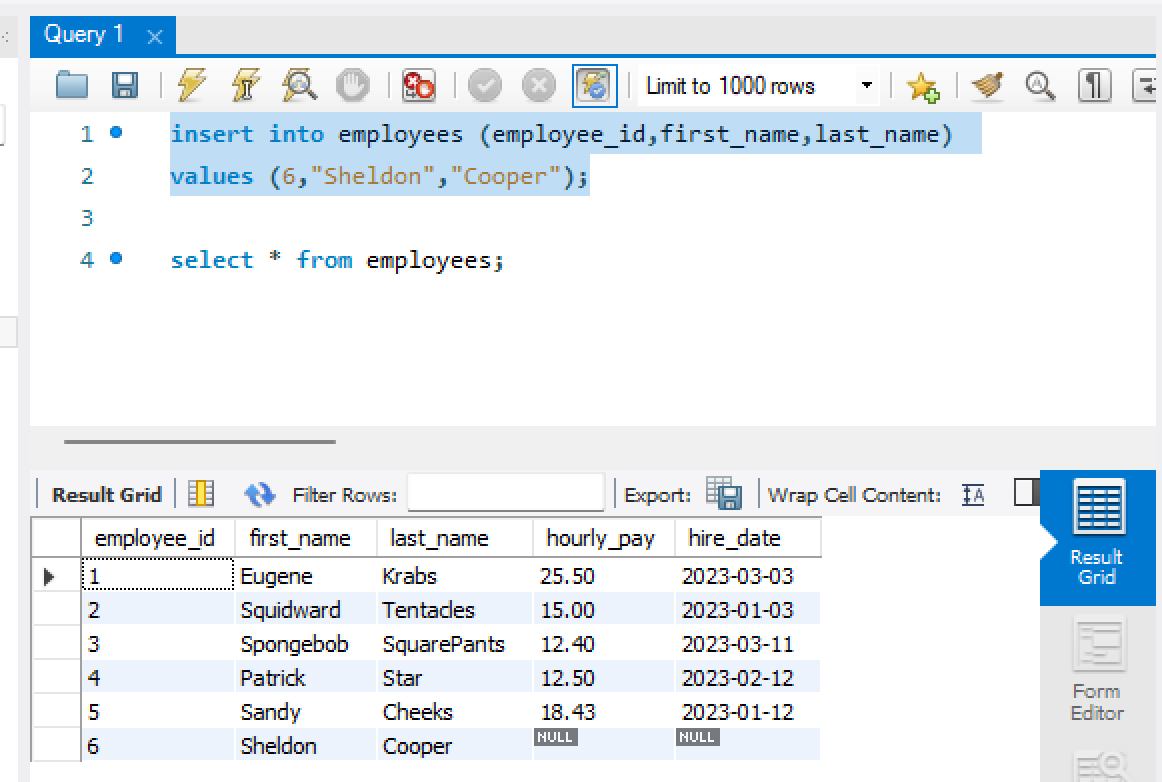 Query 1
Limit to 1000 rows
1 insert into employees (employee_id,first_name,last_name)
2 values (6,"Sheldon","Cooper");
3
4 select * from employees;
Result Grid Filter Rows: Export: Wrap Cell Content:
employee_id first_name last_name hourly_pay hire_date
1 Eugene Krabs 25.50 2023-03-03
2 Squidward Tentacles 15.00 2023-01-03
3 Spongebob SquarePants 12.40 2023-03-11
4 Patrick Star 12.50 2023-02-12
5 Sandy Cheeks 18.43 2023-01-12
6 Sheldon Cooper NULL NULL
Result
Grid
Form
Editor